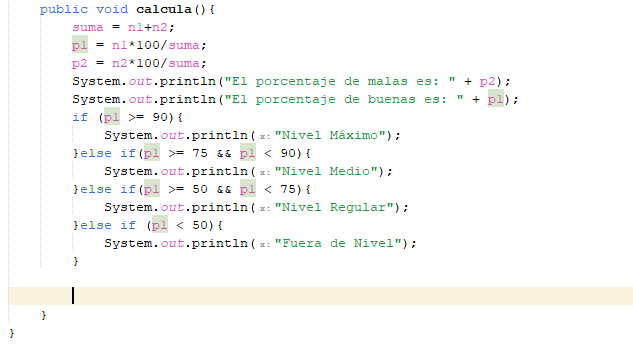 public void calcula(){
suma = n1+n2;
p1 = n1*100/suma;
p2 = n2*100/suma;
System.out.println("El porcentaje de malas es: " + p2);
System.out.println("El porcentaje de buenas es: " + p1);
if (p1 >= 90){
System.out.println(x: "Nivel Máximo");
}else if(p1 >= 75 && p1 < 90){
System.out.println(x: "Nivel Medio");
}else if(p1 >= 50 && p1 < 75){
System.out.println(x: "Nivel Regular");
}else if (p1 < 50){
System.out.println(x: "Fuera de Nivel");
}
}
}